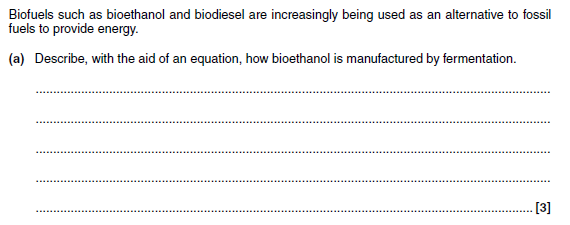 Biofuels such as bioethanol and biodiesel are increasingly being used as an alternative to fossil
fuels to provide energy.
(a) Describe, with the aid of an equation, how bioethanol is manufactured by fermentation.
..........................................................................................
..........................................................................................
..........................................................................................
..........................................................................................
.......................................................................................... [3]